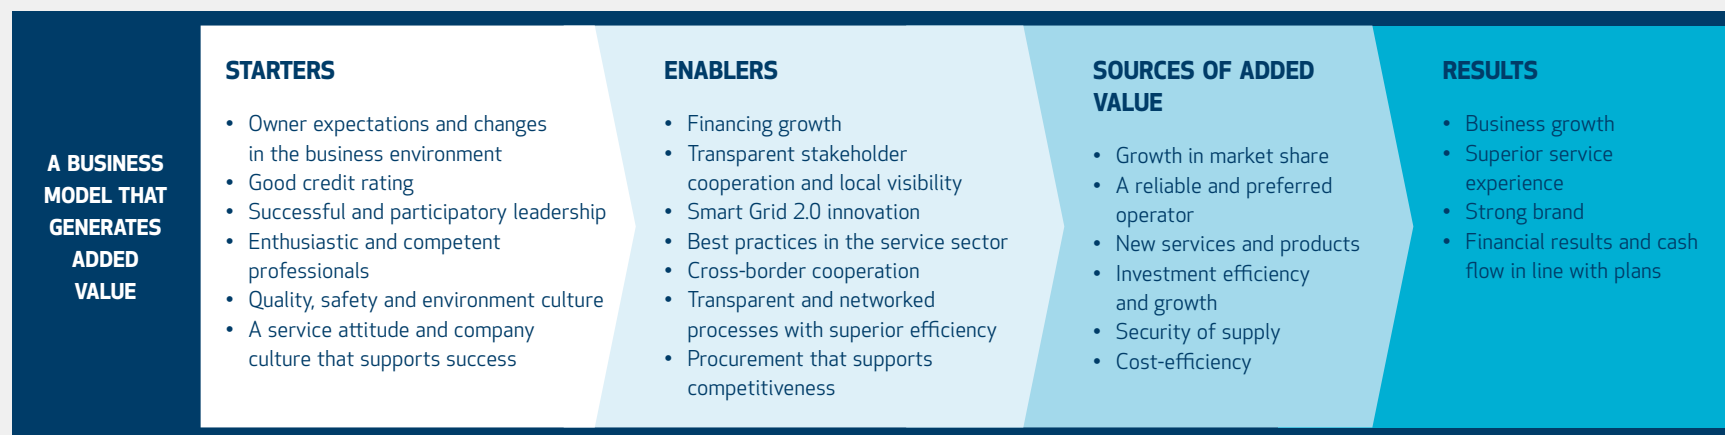 A BUSINESS
MODEL THAT
GENERATES
ADDED
VALUE
STARTERS
• Owner expectations and changes
in the business environment
• Good credit rating
• Successful and participatory leadership
• Enthusiastic and competent
professionals
• Quality, safety and environment culture
• A service attitude and company
culture that supports success
ENABLERS
• Financing growth
• Transparent stakeholder
cooperation and local visibility
• Smart Grid 2.0 innovation
• Best practices in the service sector
• Cross-border cooperation
• Transparent and networked
processes with superior efficiency
• Procurement that supports
competitiveness
SOURCES OF ADDED
VALUE
• Growth in market share
• A reliable and preferred
operator
• New services and products
• Investment efficiency
and growth
• Security of supply
• Cost-efficiency
RESULTS
• Business growth
• Superior service
experience
• Strong brand
• Financial results and cash
flow in line with plans